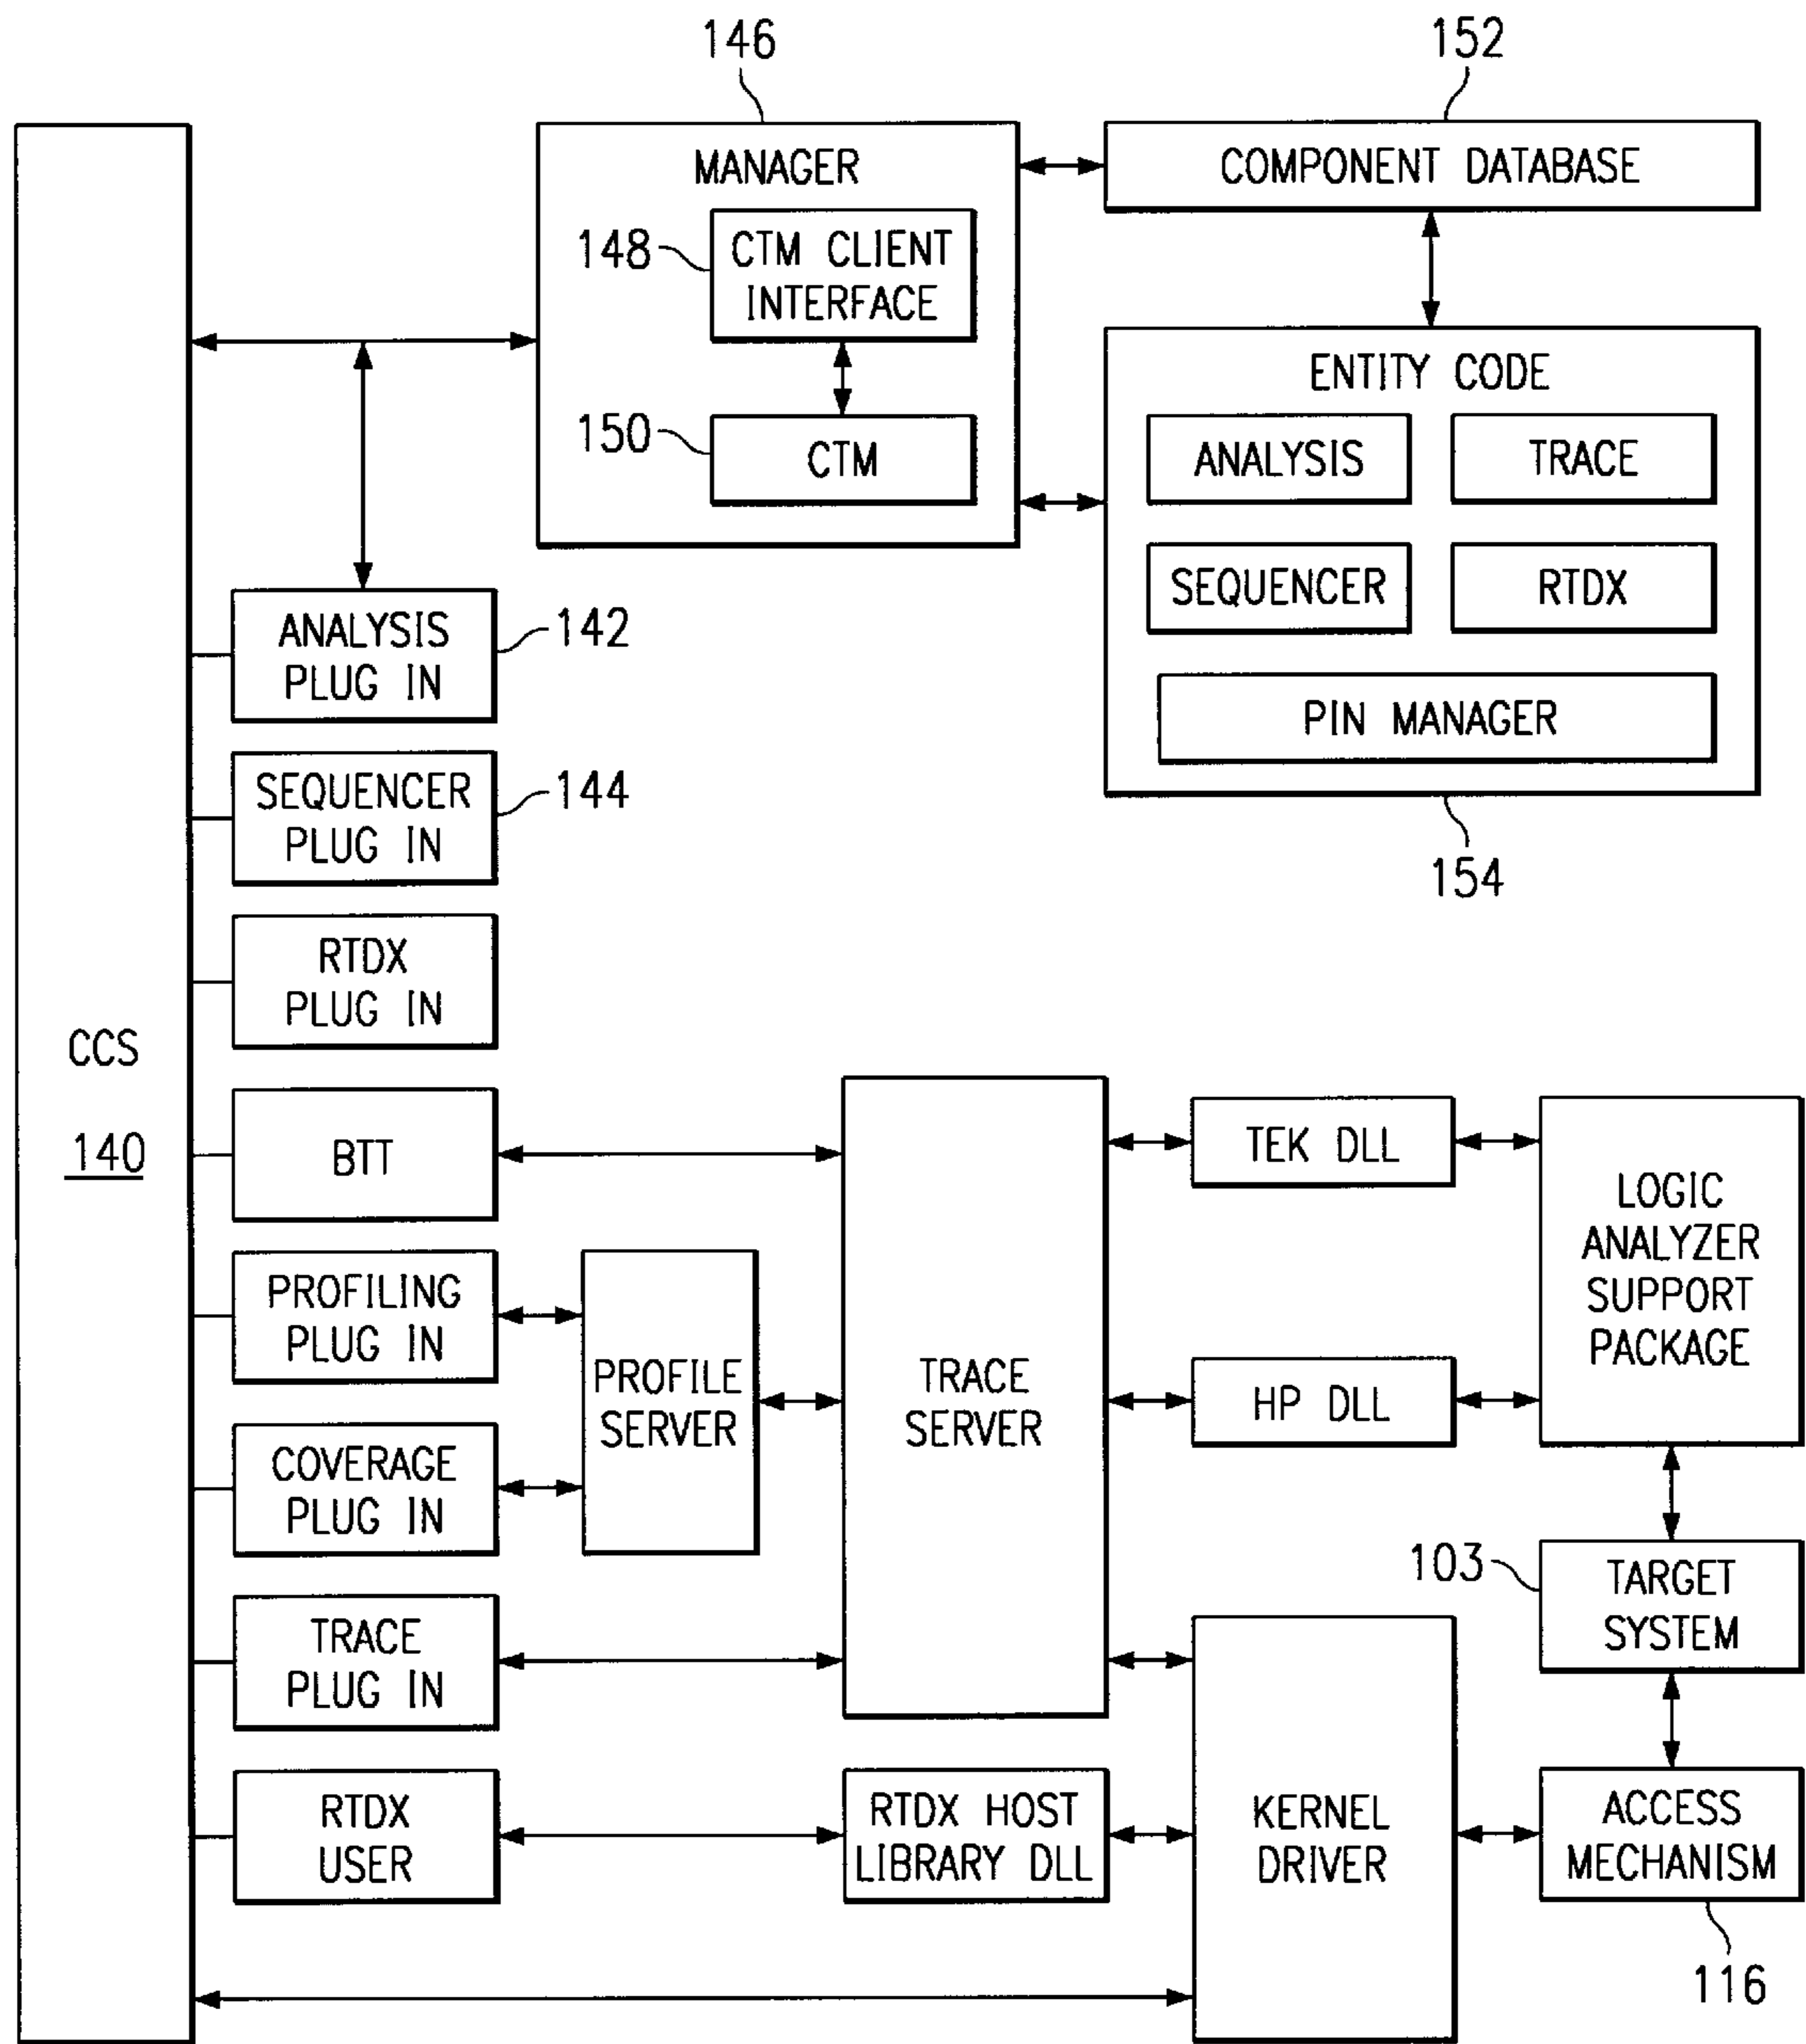 146
152
MANAGER
COMPONENT DATABASE
148
CTM CLIENT
INTERFACE
150
CTM
ENTITY CODE
ANALYSIS
TRACE
SEQUENCER
RTDX
PIN MANAGER
154
ANALYSIS
PLUG IN
142
SEQUENCER
PLUG IN
144
RTDX
PLUG IN
CCS
140
BTT
PROFILING
PLUG IN
COVERAGE
PLUG IN
PROFILE
SERVER
TRACE
SERVER
TEK DLL
HP DLL
LOGIC
ANALYZER
SUPPORT
PACKAGE
103
TARGET
SYSTEM
TRACE
PLUG IN
RTDX
USER
RTDX HOST
LIBRARY DLL
KERNEL
DRIVER
ACCESS
MECHANISM
116